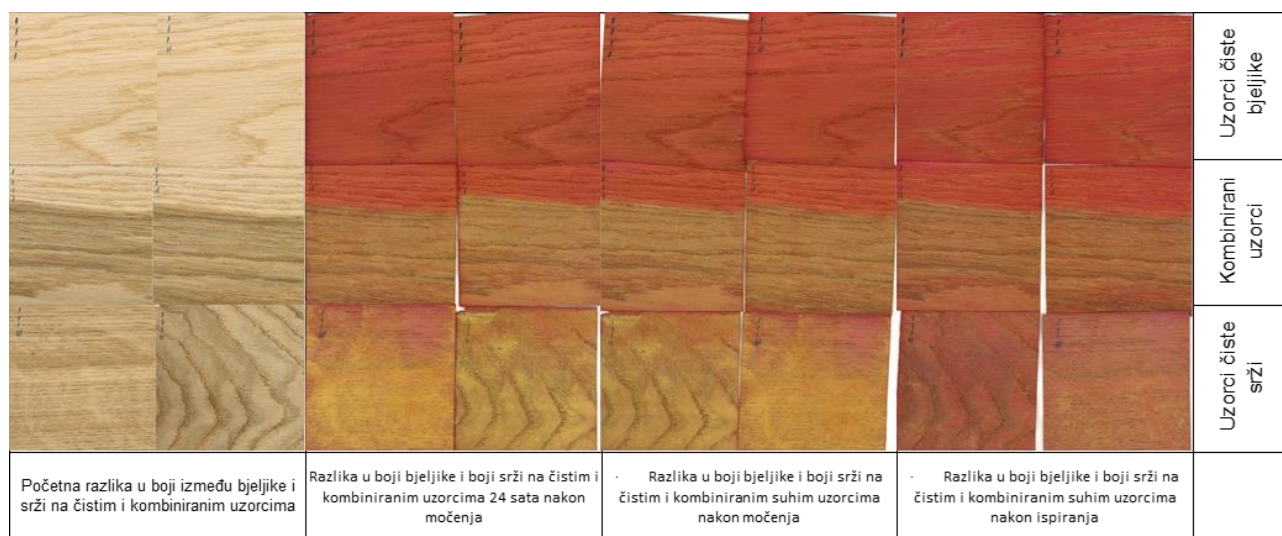 Uzorci čiste
bjeljike
Kombinirani
uzorci
Uzorci čiste
srži
Početna razlika u boji između bjeljike i
srži na čistim i kombiniranim uzorcima
Razlika u boji bjeljike i boji srži na čistim i
kombiniranim uzorcima 24 sata nakon
močenja
· Razlika u boji bjeljike i boji srži na
čistim i kombiniranim suhim uzorcima
nakon močenja
· Razlika u boji bjeljike i boji srži na
čistim i kombiniranim suhim uzorcima
nakon ispiranja